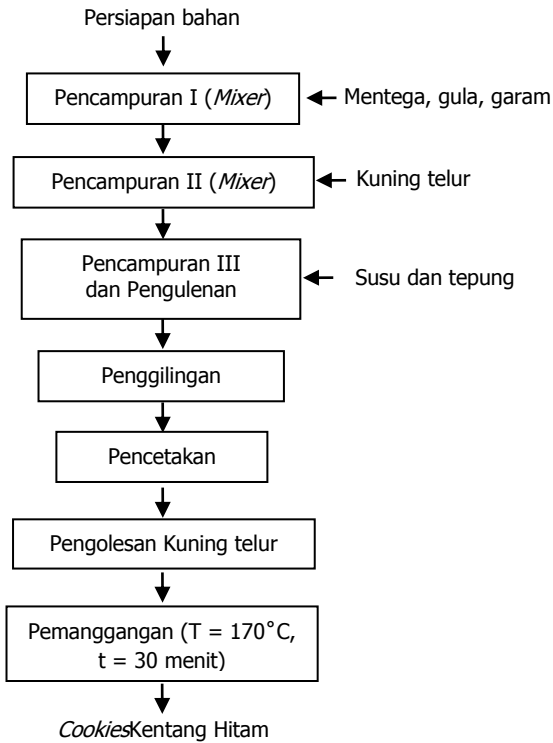 Persiapan bahan
Pencampuran I (Mixer)
Mentega, gula, garam
Pencampuran II (Mixer)
Kuning telur
Pencampuran III
dan Pengulenan
Susu dan tepung
Penggilingan
Pencetakan
Pengolesan Kuning telur
Pemanggangan (T = 170°C,
t = 30 menit)
CookiesKentang Hitam